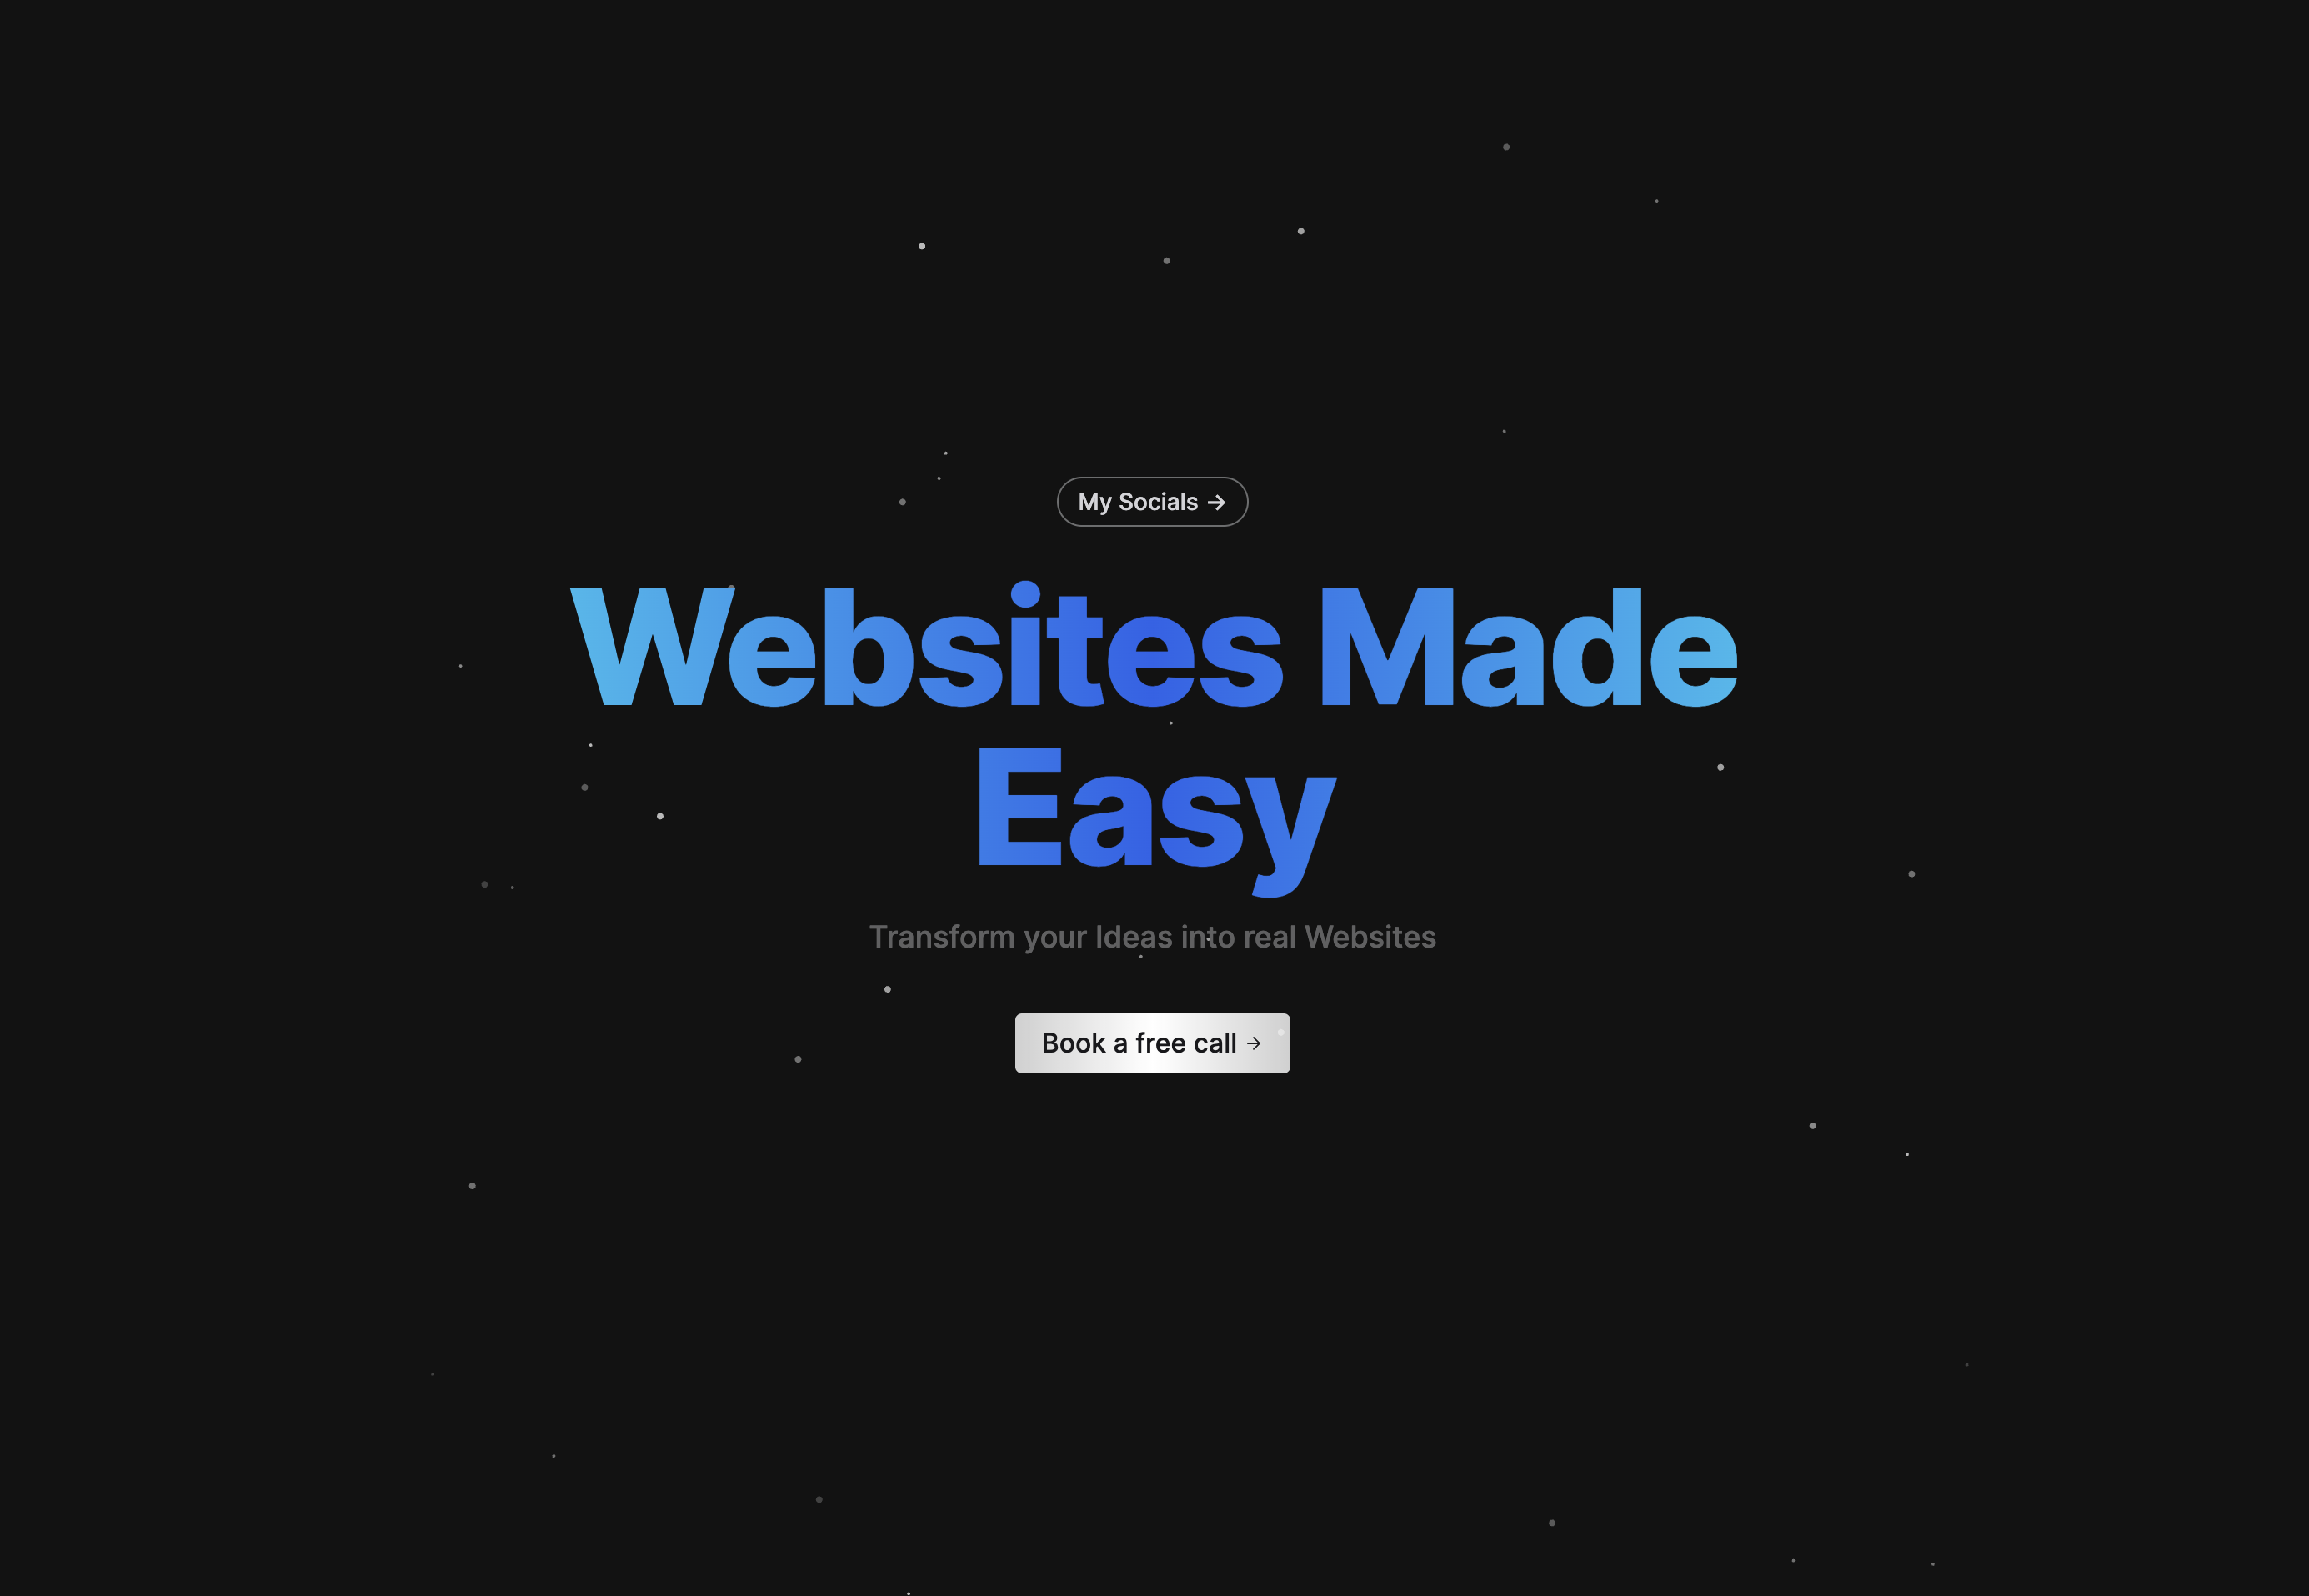 My Socials →
Websites Made
Easy
Transform your Ideas into real Websites
Book a free call →